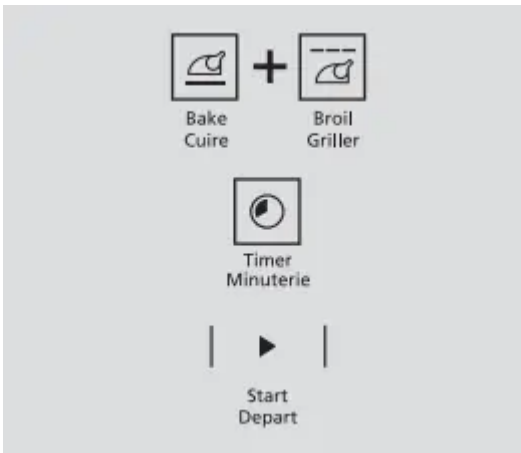 +
Bake Broil
Cuire Griller
Timer
Minuterie
Start
Depart